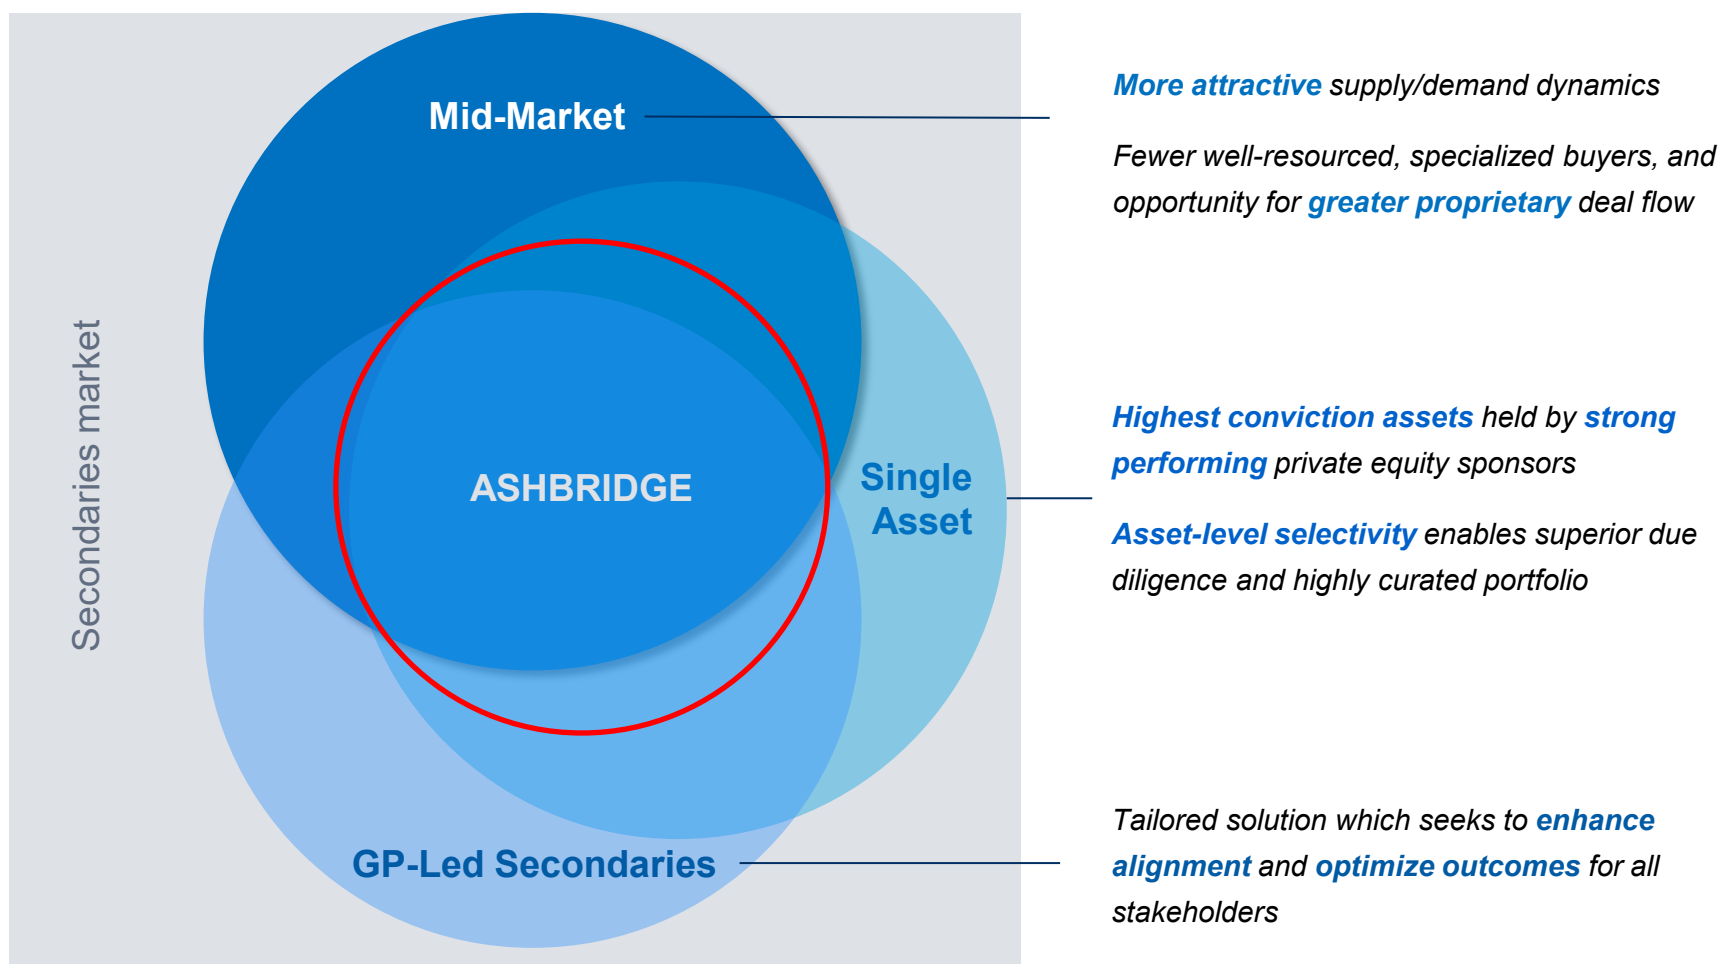 Secondaries market
Mid-Market
ASHBRIDGE
Single
Asset
GP-Led Secondaries
More attractive supply/demand dynamics
Fewer well-resourced, specialized buyers, and
opportunity for greater proprietary deal flow
Highest conviction assets held by strong
performing private equity sponsors
Asset-level selectivity enables superior due
diligence and highly curated portfolio
Tailored solution which seeks to enhance
alignment and optimize outcomes for all
stakeholders